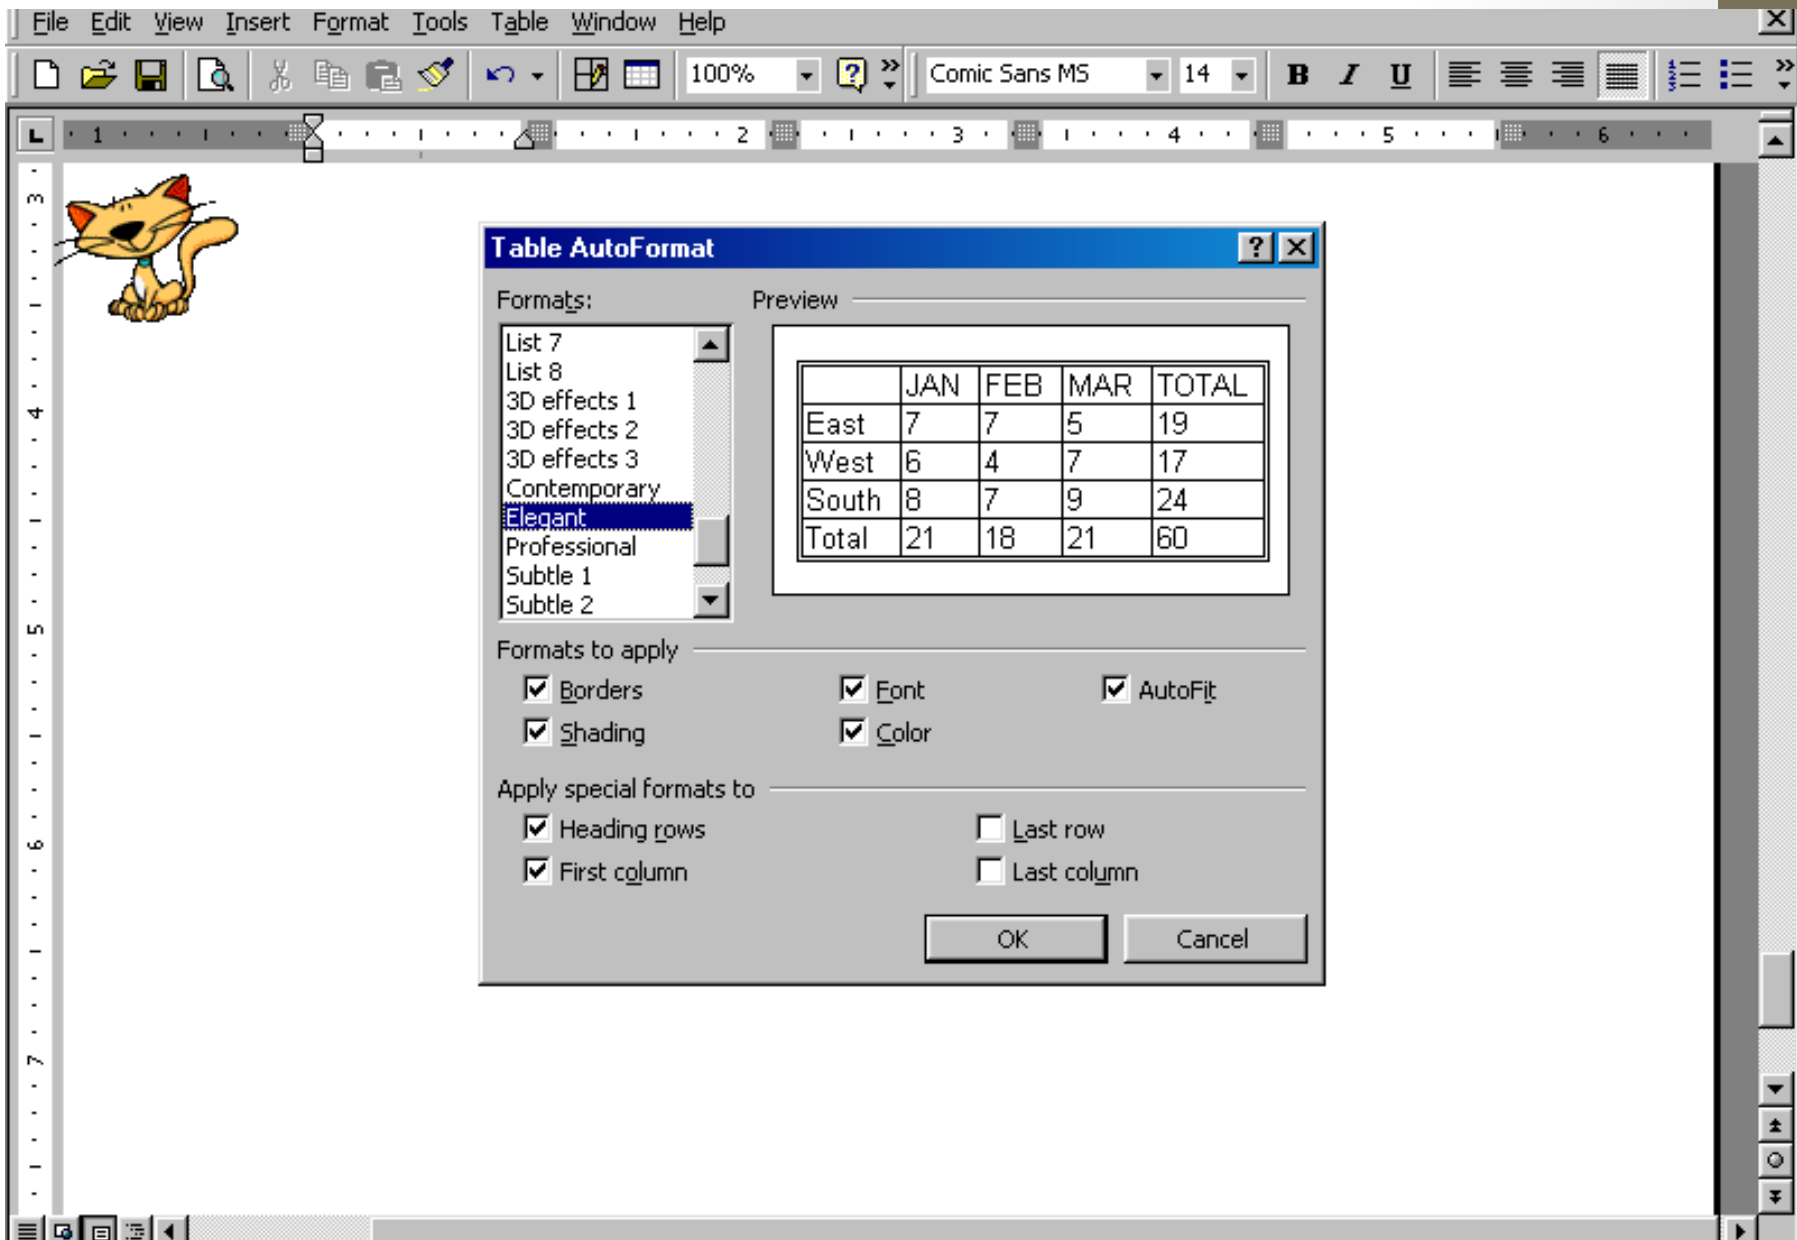 File Edit View Insert Format Tools Table Window Help
100% Comic Sans MS 14 B I U
1 2 3 4 5 6
3
4
5
6
7
Table AutoFormat
Formats:
List 7
List 8
3D effects 1
3D effects 2
3D effects 3
Contemporary
Elegant
Professional
Subtle 1
Subtle 2
Preview
JAN FEB MAR TOTAL
East 7 7 5 19
West 6 4 7 17
South 8 7 9 24
Total 21 18 21 60
Formats to apply
Borders Font AutoFit
Shading Color
Apply special formats to
Heading rows Last row
First column Last column
OK Cancel